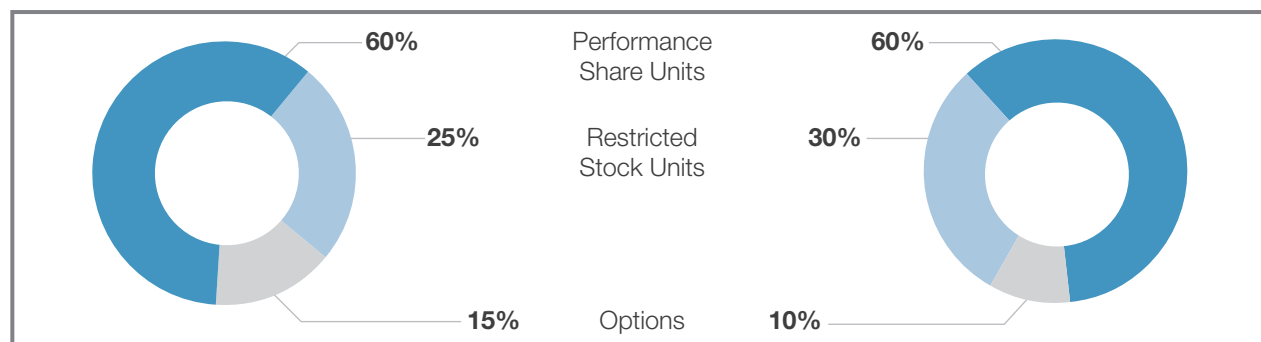 60% Performance 60%
Share Units
25% Restricted 30%
Stock Units
15% Options 10%